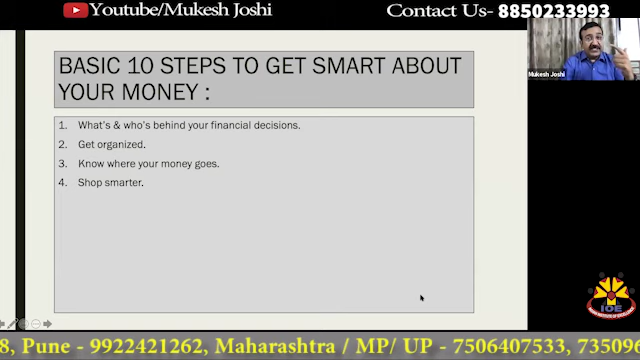 Youtube/Mukesh Joshi
Contact Us- 8850233993
BASIC 10 STEPS TO GET SMART ABOUT
YOUR MONEY :
1. What's & who's behind your financial decisions.
2. Get organized.
3. Know where your money goes.
4. Shop smarter.
Mukesh Joshi
IOE
8, Pune - 9922421262, Maharashtra / MP/ UP - 7506407533, 73509